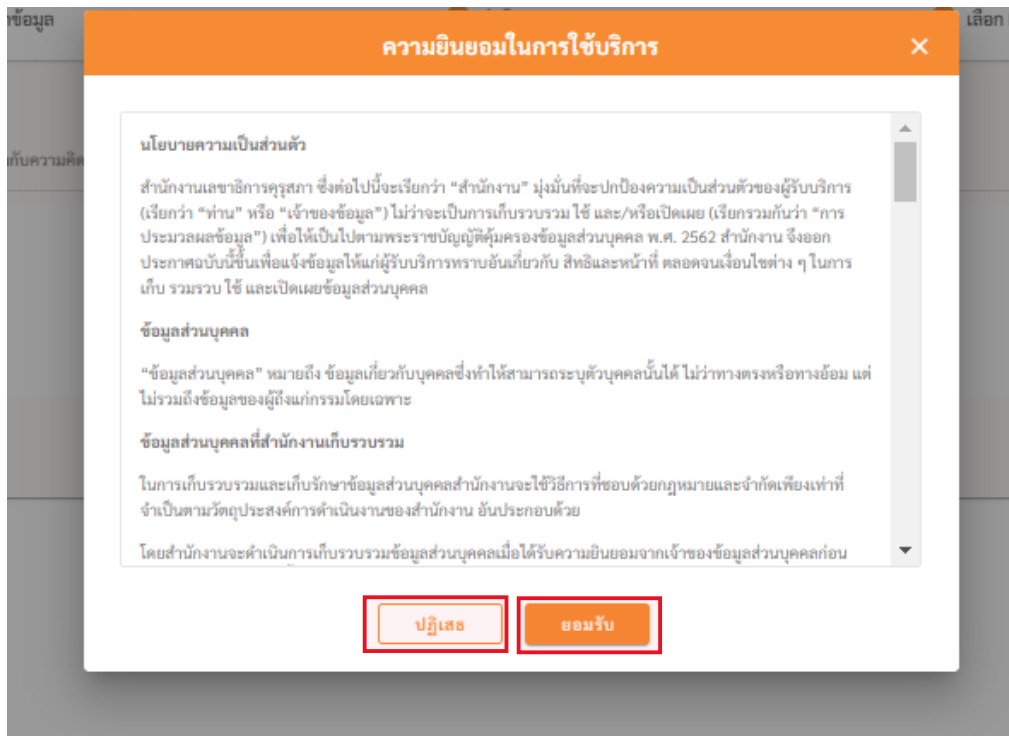 ข้อมูล
เลือก
ความยินยอมในการใช้บริการ
นโยบายความเป็นส่วนตัว
สำนักงานเลขาธิการคุรุสภา ซึ่งต่อไปนี้จะเรียกว่า “สำนักงาน” มุ่งมั่นที่จะปกป้องความเป็นส่วนตัวของผู้รับบริการ
(เรียกว่า “ท่าน” หรือ “เจ้าของข้อมูล”) ไม่ว่าจะเป็นการเก็บรวบรวม ใช้ และ/หรือเปิดเผย (เรียกรวมกันว่า “การ
ประมวลผลข้อมูล”) เพื่อให้เป็นไปตามพระราชบัญญัติคุ้มครองข้อมูลส่วนบุคคล พ.ศ. 2562 สำนักงาน จึงออก
ประกาศฉบับนี้ขึ้นเพื่อแจ้งข้อมูลให้แก่ผู้รับบริการทราบอันเกี่ยวกับ สิทธิและหน้าที่ ตลอดจนเงื่อนไขต่าง ๆ ในการ
เก็บ รวมรวบ ใช้ และเปิดเผยข้อมูลส่วนบุคคล
กับความคิด
ข้อมูลส่วนบุคคล
“ข้อมูลส่วนบุคคล” หมายถึง ข้อมูลเกี่ยวกับบุคคลซึ่งทำให้สามารถระบุตัวบุคคลนั้นได้ ไม่ว่าทางตรงหรือทางอ้อม แต่
ไม่รวมถึงข้อมูลของผู้ถึงแก่กรรมโดยเฉพาะ
ข้อมูลส่วนบุคคลที่สำนักงานเก็บรวบรวม
ในการเก็บรวบรวมและเก็บรักษาข้อมูลส่วนบุคคลสำนักงานจะใช้วิธีการที่ชอบด้วยกฎหมายและจำกัดเพียงเท่าที่
จำเป็นตามวัตถุประสงค์การดำเนินงานของสำนักงาน อันประกอบด้วย
โดยสำนักงานจะดำเนินการเก็บรวบรวมข้อมูลส่วนบุคคลเมื่อได้รับความยินยอมจากเจ้าของข้อมูลส่วนบุคคลก่อน
ปฏิเสธ
ยอมรับ